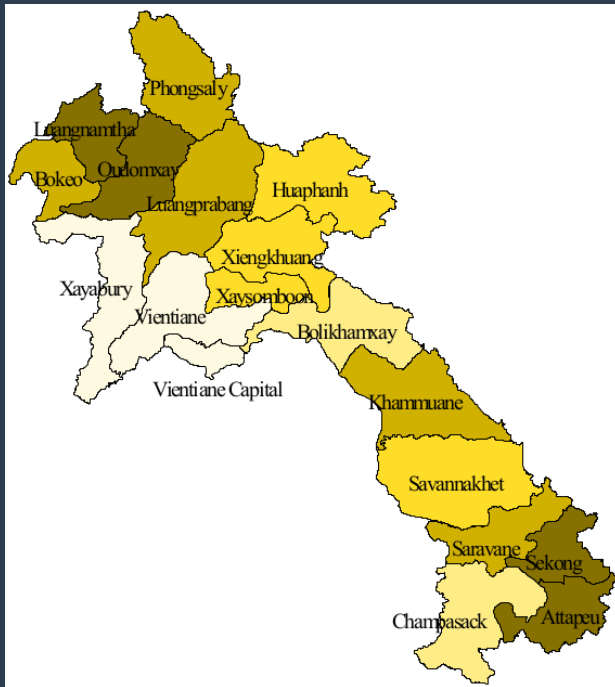 Phongsaly
Luangnamtha
Oudomxay
Bokeo
Huaphanh
Luangprabang
Xiengkhuang
Xayabury
Xaysomboon
Vientiane
Bolikhamxay
Vientiane Capital
Khammuane
Savannakhet
Saravane
Sekong
Champasack
Attapeu